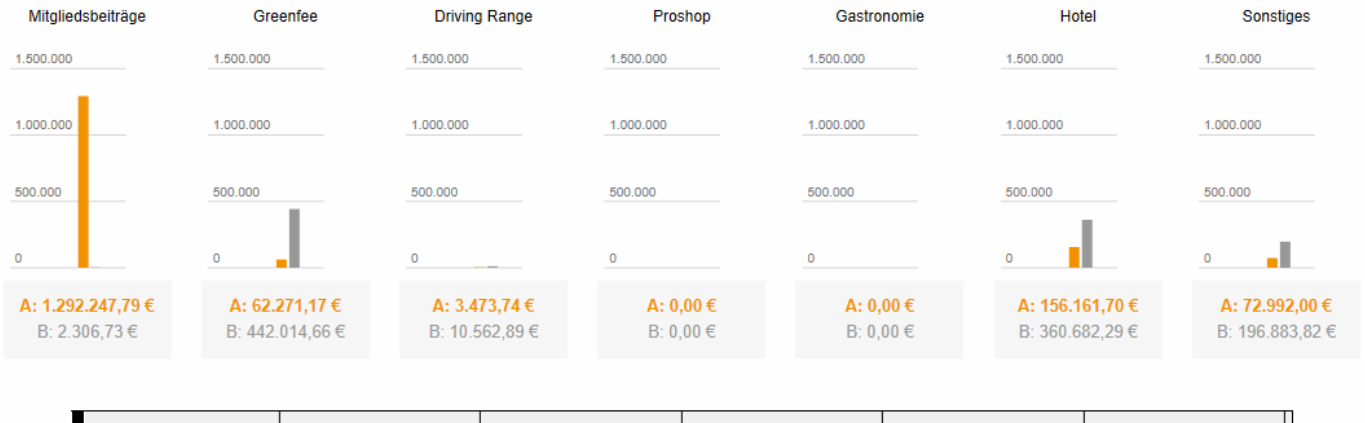 Mitgliedsbeiträge Greenfee Driving Range Proshop Gastronomie Hotel Sonstiges
1.500.000 1.500.000 1.500.000 1.500.000 1.500.000 1.500.000 1.500.000
1.000.000 1.000.000 1.000.000 1.000.000 1.000.000 1.000.000 1.000.000
500.000 500.000 500.000 500.000 500.000 500.000 500.000
0 0 0 0 0 0 0
A: 1.292.247,79 € A: 62.271,17 € A: 3.473,74 € A: 0,00 € A: 0,00 € A: 156.161,70 € A: 72.992,00 €
B: 2.306,73 € B: 442.014,66 € B: 10.562,89 € B: 0,00 € B: 0,00 € B: 360.682,29 € B: 196.883,82 €